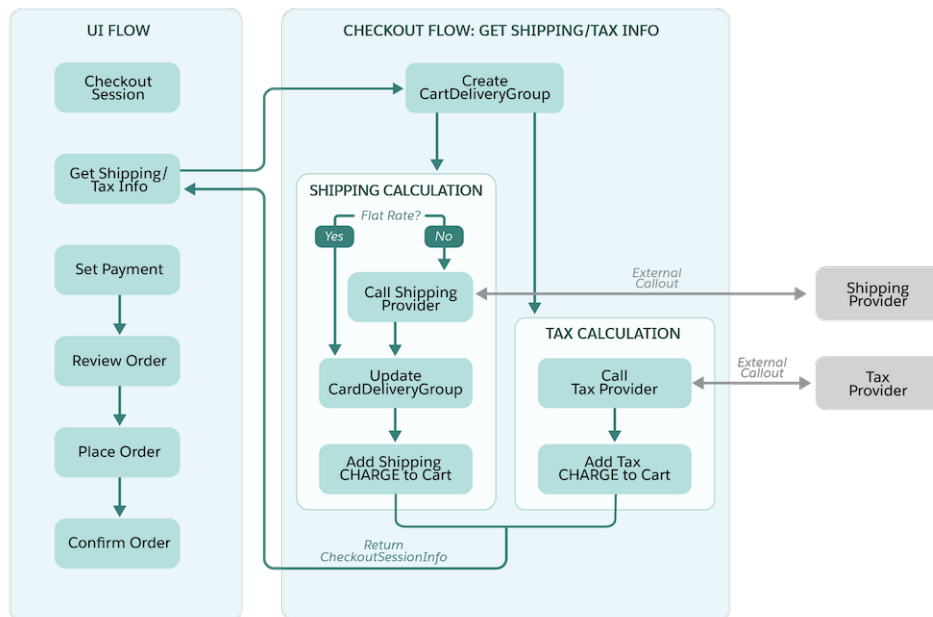 UI FLOW
Checkout
Session
Get Shipping/
Tax Info
Set Payment
Review Order
Place Order
Confirm Order
CHECKOUT FLOW: GET SHIPPING/TAX INFO
Create
CartDeliveryGroup
SHIPPING CALCULATION
Flat Rate?
Yes
No
Call Shipping
Provider
Update
CardDeliveryGroup
Add Shipping
CHARGE to Cart
TAX CALCULATION
Call
Tax Provider
Add Tax
CHARGE to Cart
Return
CheckoutSessionInfo
External
Callout
Shipping
Provider
External
Callout
Tax
Provider